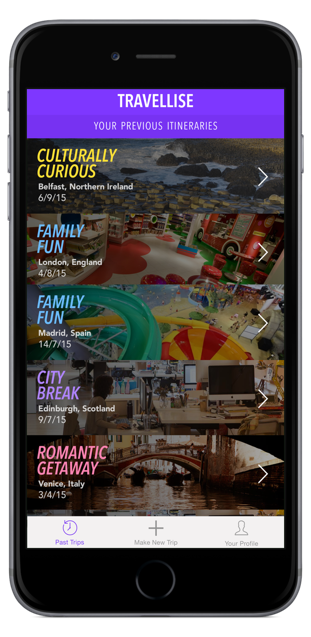 TRAVELLISE
YOUR PREVIOUS ITINERARIES
CULTURALLY
CURIOUS
Belfast, Northern Ireland
6/9/15
FAMILY
FUN
London, England
4/8/15
FAMILY
FUN
Madrid, Spain
14/7/15
CITY
BREAK
Edinburgh, Scotland
9/7/15
ROMANTIC
GETAWAY
Venice, Italy
3/4/15
Past Trips
Make New Trip
Your Profile